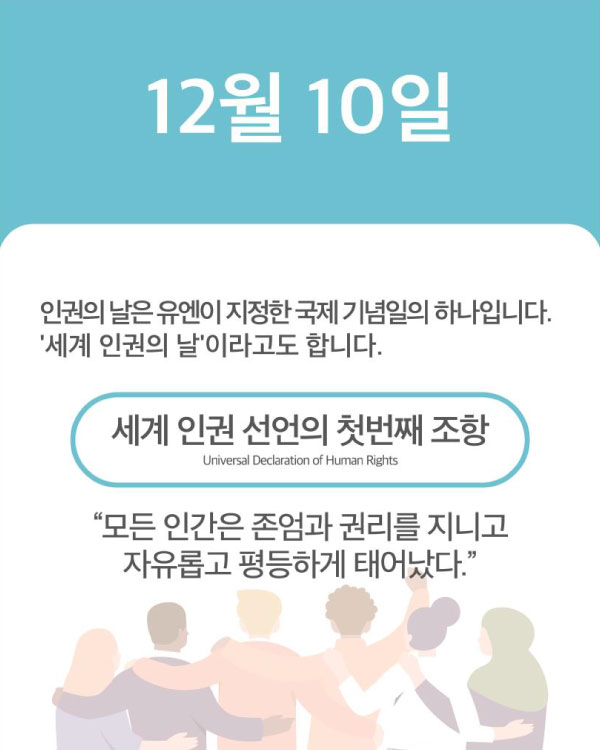 12월 10일
인권의 날은 유엔이 지정한 국제 기념일의 하나입니다.
'세계 인권의 날'이라고도 합니다.
세계 인권 선언의 첫번째 조항
Universal Declaration of Human Rights
“모든 인간은 존엄과 권리를 지니고
자유롭고 평등하게 태어났다.”